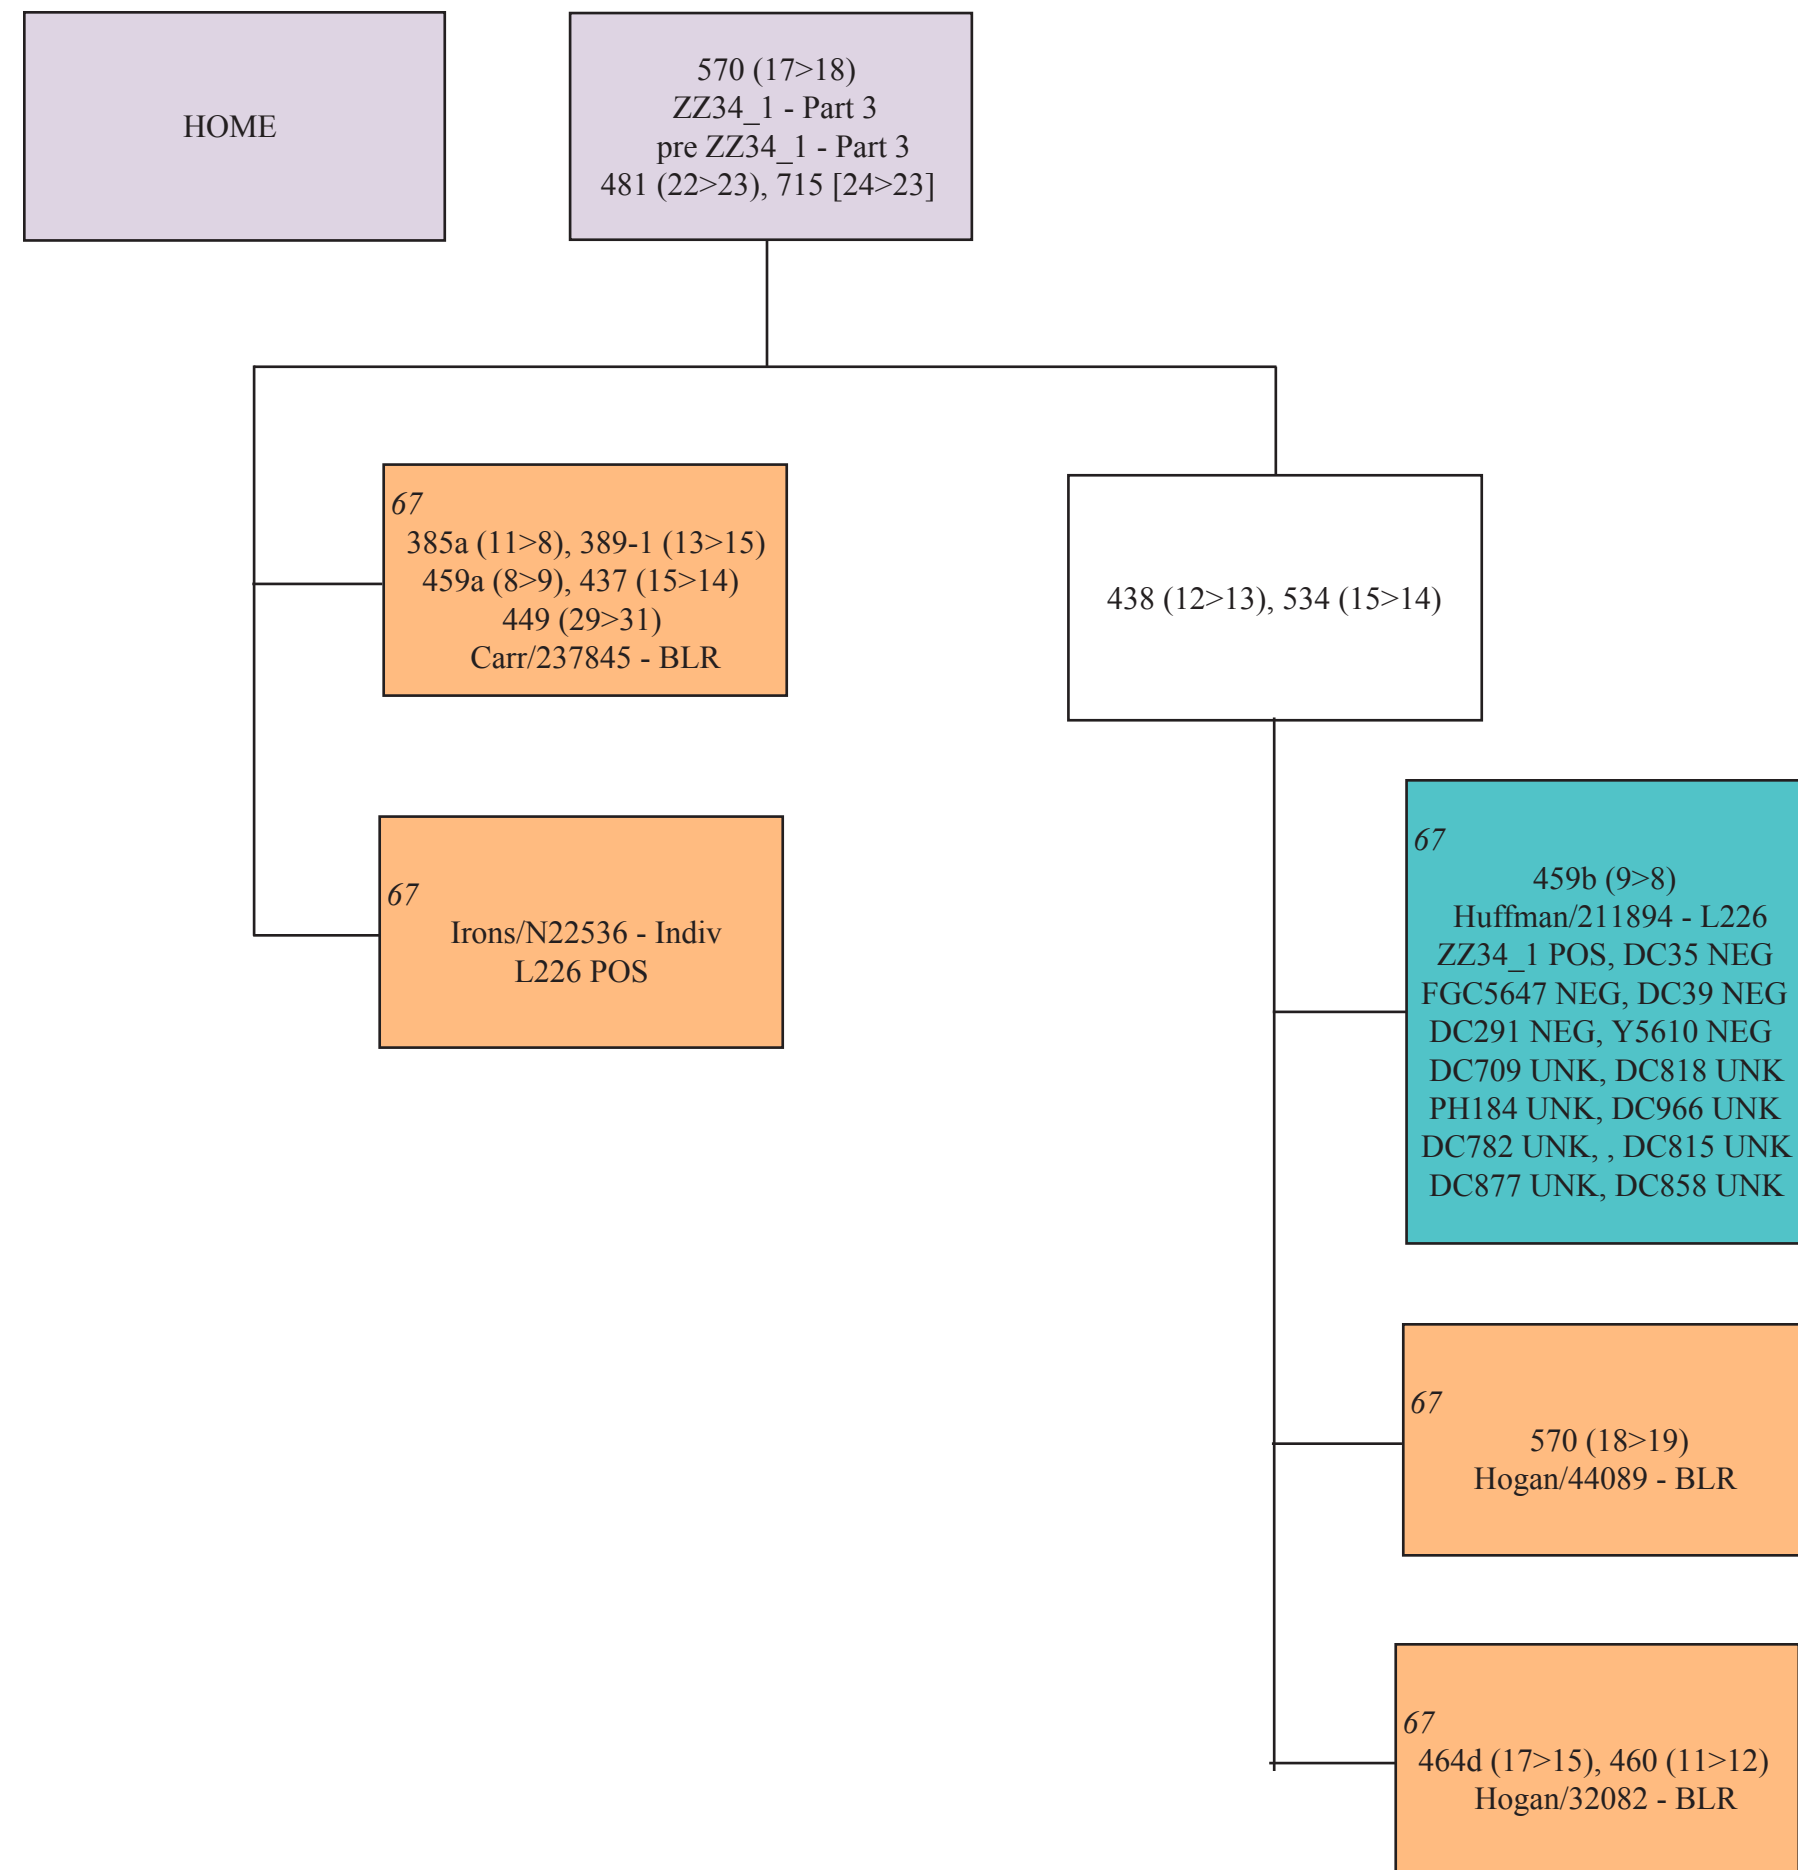 HOME
570 (17>18)
ZZ34_1 - Part 3
pre ZZ34_1 - Part 3
481 (22>23), 715 [24>23]
67
385a (11>8), 389-1 (13>15)
459a (8>9), 437 (15>14)
449 (29>31)
Carr/237845 - BLR
438 (12>13), 534 (15>14)
67
Irons/N22536 - Indiv
L226 POS
67
459b (9>8)
Huffman/211894 - L226
ZZ34_1 POS, DC35 NEG
FGC5647 NEG, DC39 NEG
DC291 NEG, Y5610 NEG
DC709 UNK, DC818 UNK
PH184 UNK, DC966 UNK
DC782 UNK, , DC815 UNK
DC877 UNK, DC858 UNK
67
570 (18>19)
Hogan/44089 - BLR
67
464d (17>15), 460 (11>12)
Hogan/32082 - BLR